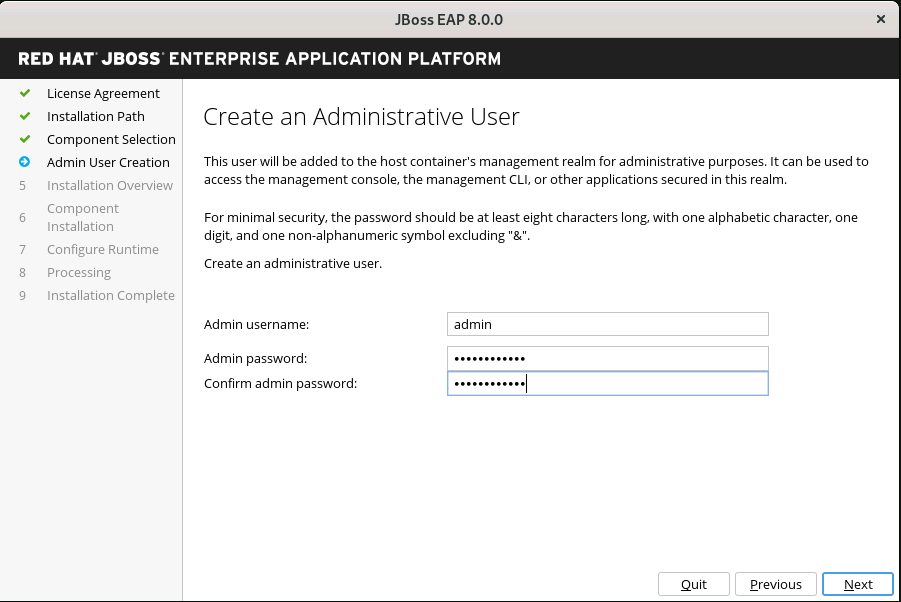 JBoss EAP 8.0.0
×
RED HAT JBOSS ENTERPRISE APPLICATION PLATFORM
License Agreement
Installation Path
Component Selection
Admin User Creation
5 Installation Overview
6 Component
Installation
7 Configure Runtime
8 Processing
9 Installation Complete
Create an Administrative User
This user will be added to the host container's management realm for administrative purposes. It can be used to
access the management console, the management CLI, or other applications secured in this realm.
For minimal security, the password should be at least eight characters long, with one alphabetic character, one
digit, and one non-alphanumeric symbol excluding "&".
Create an administrative user.
Admin username: admin
Admin password: ••••••••••••
Confirm admin password: ••••••••••••
Quit Previous Next